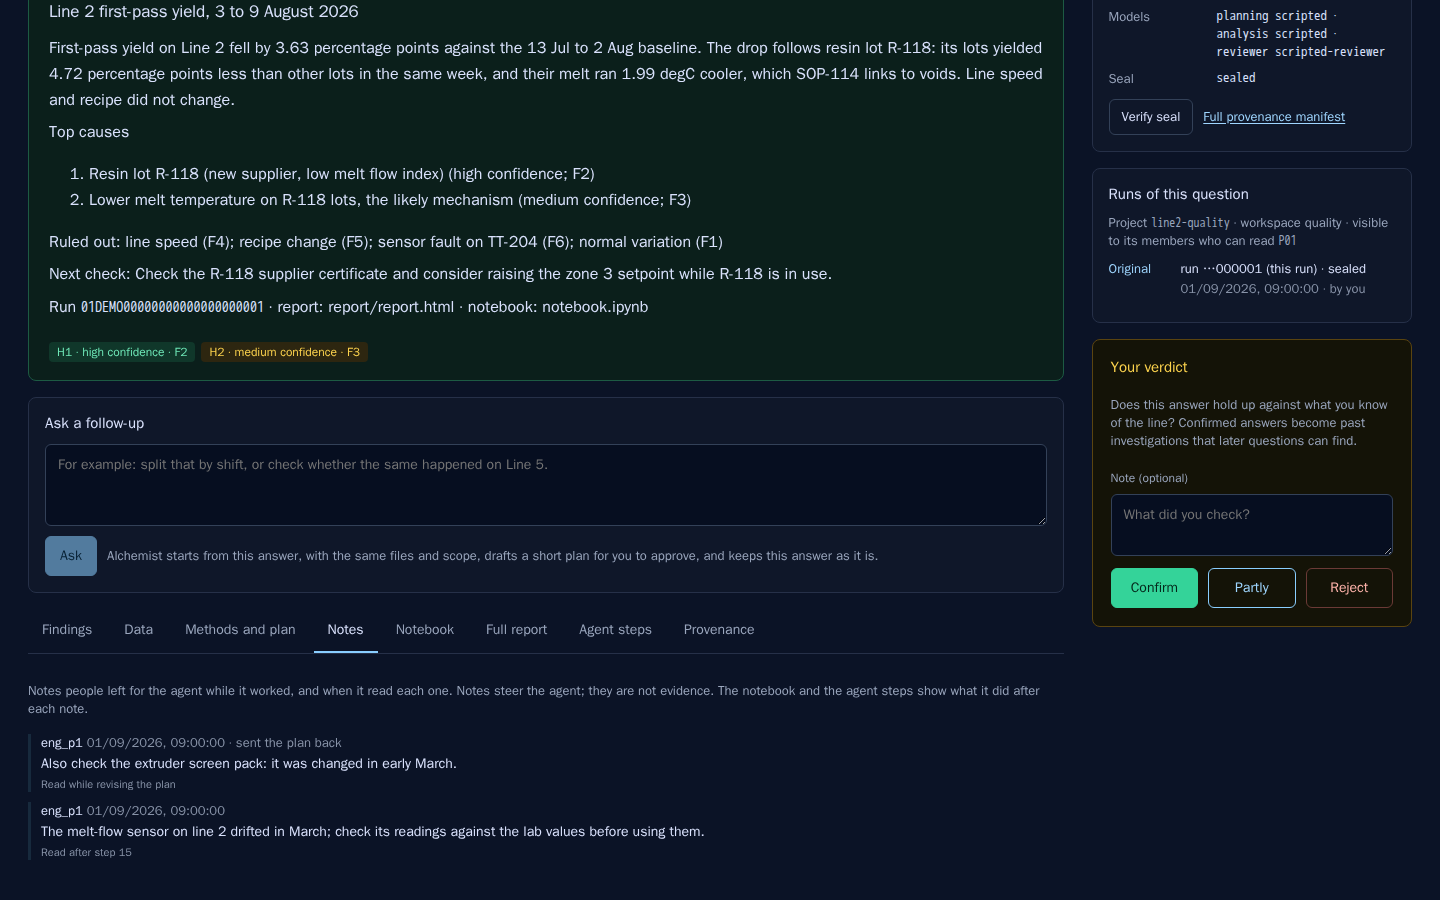 Line 2 first-pass yield, 3 to 9 August 2026
First-pass yield on Line 2 fell by 3.63 percentage points against the 13 Jul to 2 Aug baseline. The drop follows resin lot R-118: its lots yielded
4.72 percentage points less than other lots in the same week, and their melt ran 1.99 degC cooler, which SOP-114 links to voids. Line speed
and recipe did not change.
Top causes
1. Resin lot R-118 (new supplier, low melt flow index) (high confidence; F2)
2. Lower melt temperature on R-118 lots, the likely mechanism (medium confidence; F3)
Ruled out: line speed (F4); recipe change (F5); sensor fault on TT-204 (F6); normal variation (F1)
Next check: Check the R-118 supplier certificate and consider raising the zone 3 setpoint while R-118 is in use.
Run 01DEMO00000000000000000001 · report: report/report.html · notebook: notebook.ipynb
H1 · high confidence · F2
H2 · medium confidence · F3
Ask a follow-up
For example: split that by shift, or check whether the same happened on Line 5.
Ask
Alchemist starts from this answer, with the same files and scope, drafts a short plan for you to approve, and keeps this answer as it is.
Findings
Data
Methods and plan
Notes
Notebook
Full report
Agent steps
Provenance
Notes people left for the agent while it worked, and when it read each one. Notes steer the agent; they are not evidence. The notebook and the agent steps show what it did after
each note.
eng_p1 01/09/2026, 09:00:00 · sent the plan back
Also check the extruder screen pack: it was changed in early March.
Read while revising the plan
eng_p1 01/09/2026, 09:00:00
The melt-flow sensor on line 2 drifted in March; check its readings against the lab values before using them.
Read after step 15
Models
planning scripted ·
analysis scripted ·
reviewer scripted-reviewer
Seal
sealed
Verify seal
Full provenance manifest
Runs of this question
Project line2-quality · workspace quality · visible
to its members who can read P01
Original
run ···000001 (this run) · sealed
01/09/2026, 09:00:00 · by you
Your verdict
Does this answer hold up against what you know
of the line? Confirmed answers become past
investigations that later questions can find.
Note (optional)
What did you check?
Confirm
Partly
Reject